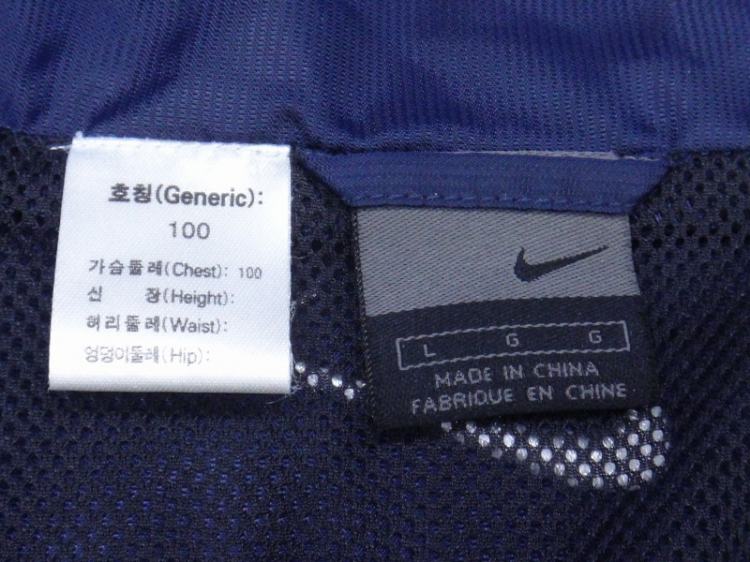 호칭(Generic):
100
가슴둘레(Chest): 100
신 장(Height):
허리둘레(Waist):
엉덩이둘레(Hip):
L G G
MADE IN CHINA
FABRIQUE EN CHINE